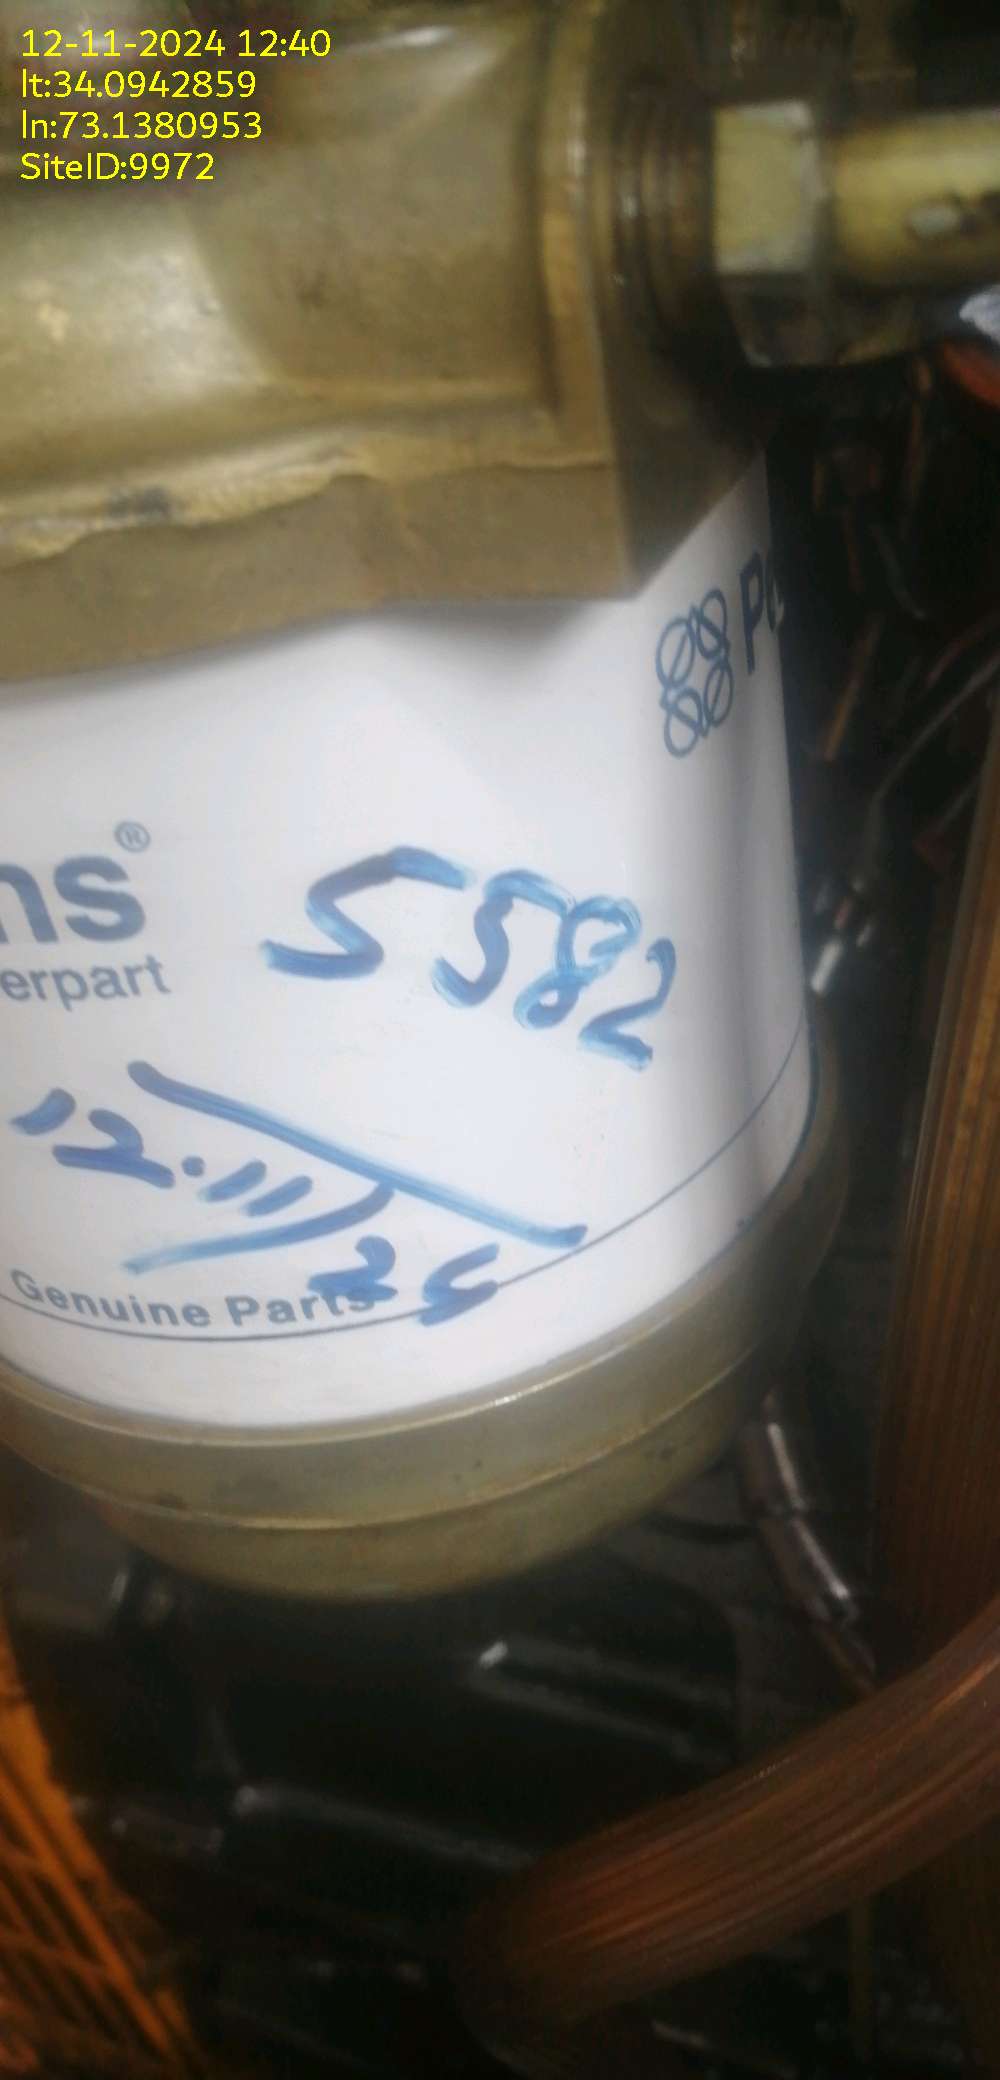 12-11-2024 12:40
lt:34.0942859
ln:73.1380953
SiteID:9972
Pe
ns®
erpart
5582
12.11/24
Genuine Parts